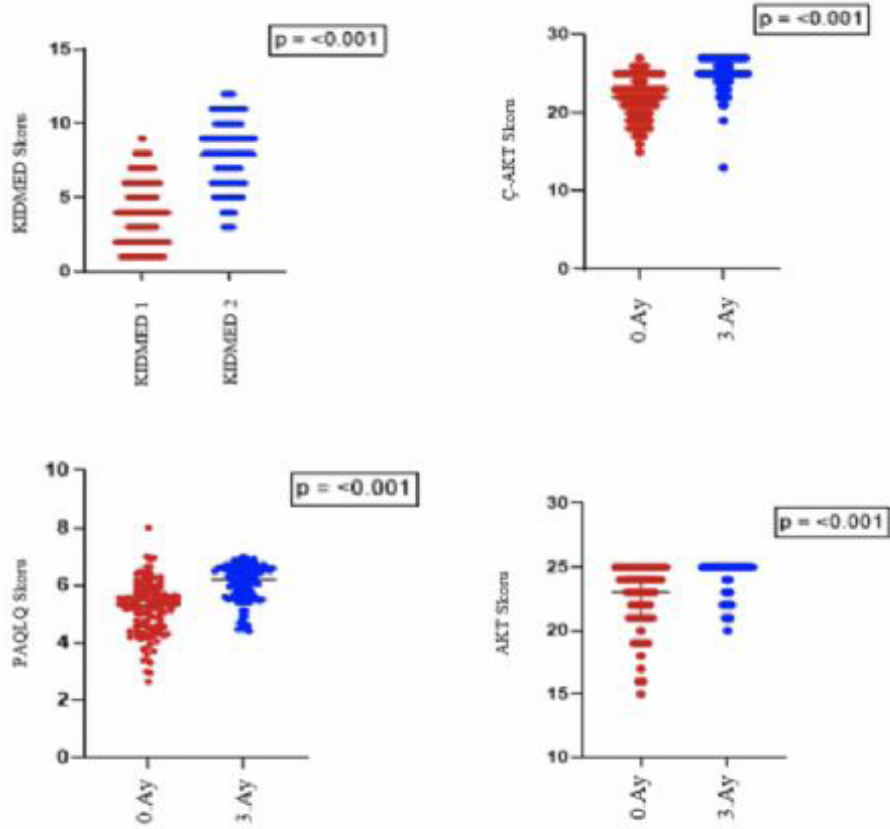 p = <0.001
15
10
5
0
KIDMED Skoru
KIDMED 1
KIDMED 2
p = <0.001
30
20
10
0
Ç-AKT Skoru
0.Ay
3.Ay
p = <0.001
10
8
6
4
2
0
PAQLQ Skoru
0.Ay
3.Ay
p = <0.001
30
25
20
15
10
AKT Skoru
0.Ay
3.Ay